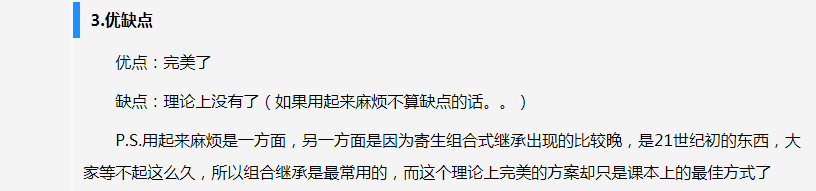 3.优缺点
优点：完美了
缺点：理论上没有了（如果用起来麻烦不算缺点的话。。）
P.S.用起来麻烦是一方面，另一方面是因为寄生组合式继承出现的比较晚，是21世纪初的东西，大
家等不起这么久，所以组合继承是最常用的，而这个理论上完美的方案却只是课本上的最佳方式了